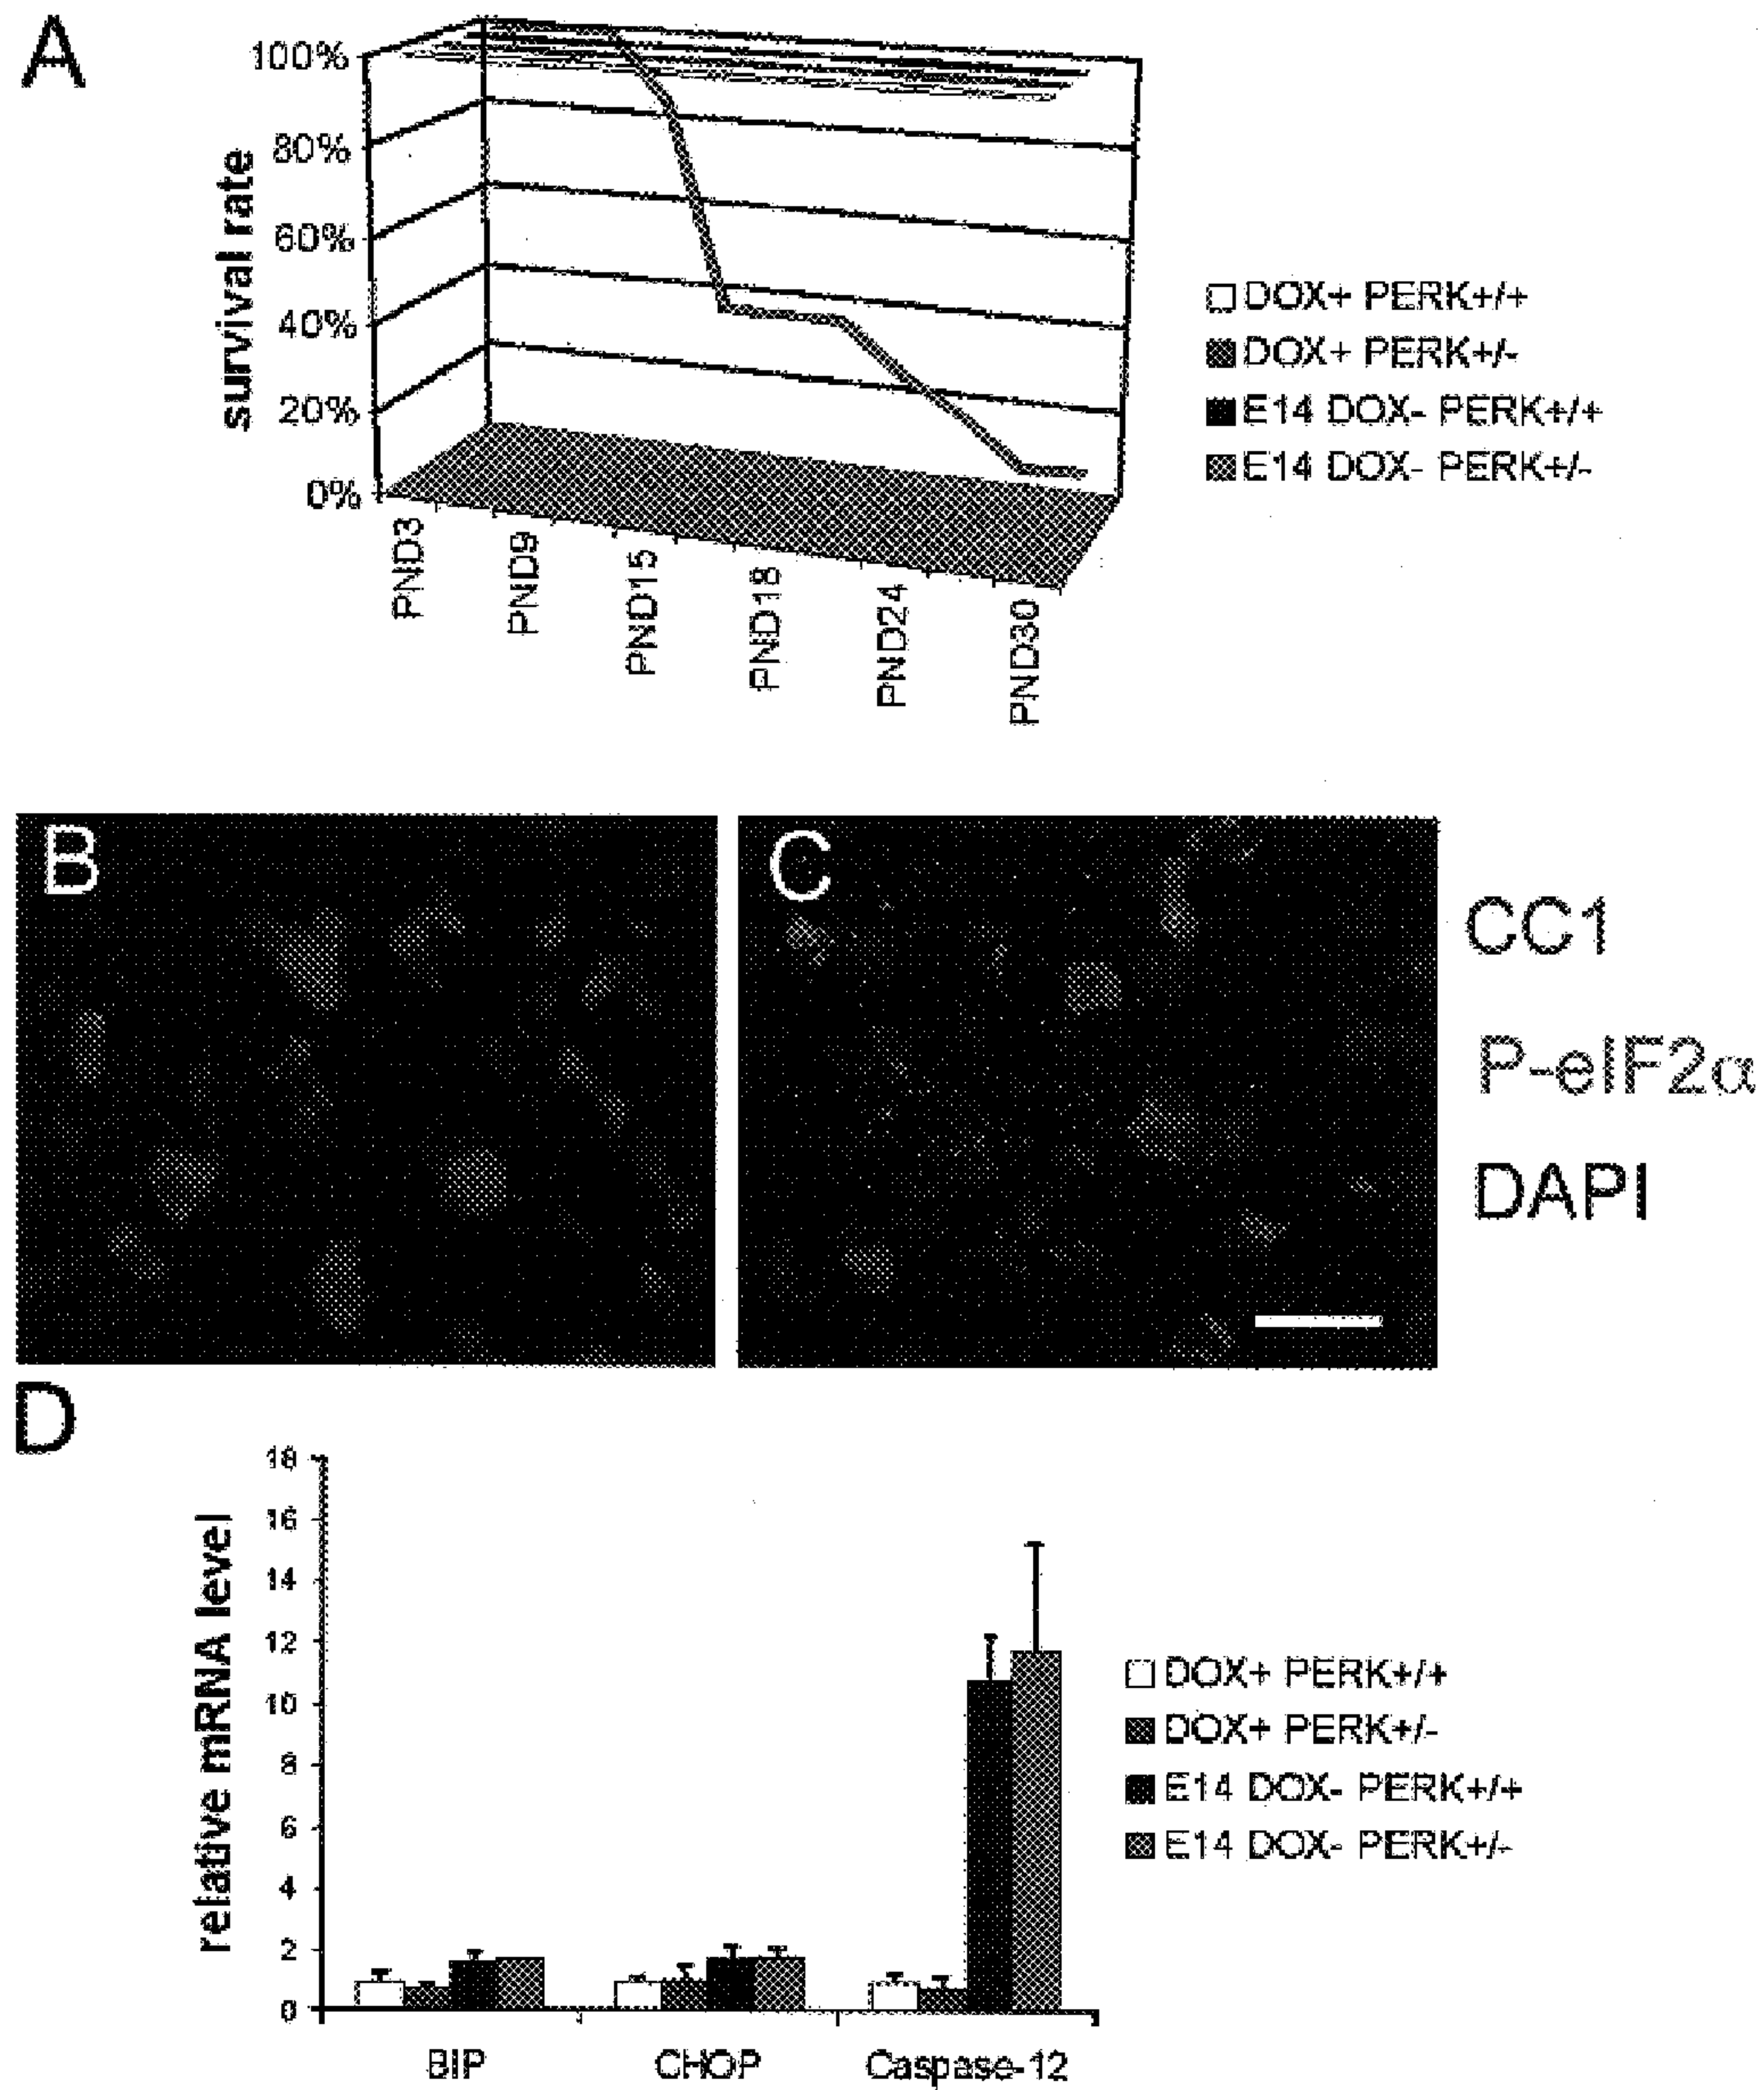 A
100%
80%
60%
40%
20%
0%
survival rate
PND3
PND9
PND15
PND18
PND24
PND30
DOX+ PERK+/+
DOX+ PERK+/-
E14 DOX- PERK+/+
E14 DOX- PERK+/-
B
C
CC1
P-eIF2α
DAPI
D
18
16
14
12
10
8
6
4
2
0
relative mRNA level
BIP
CHOP
Caspase-12
DOX+ PERK+/+
DOX+ PERK+/-
E14 DOX- PERK+/+
E14 DOX- PERK+/-